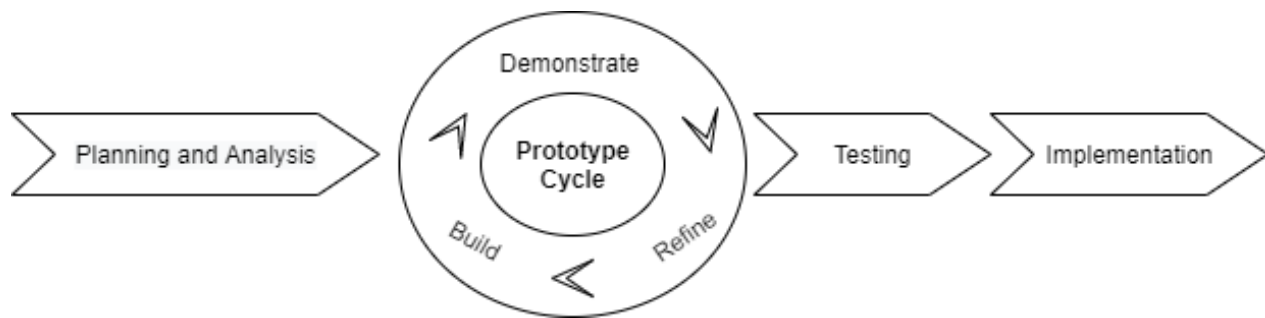 Planning and Analysis
Demonstrate
Prototype
Cycle
Build
Refine
Testing
Implementation